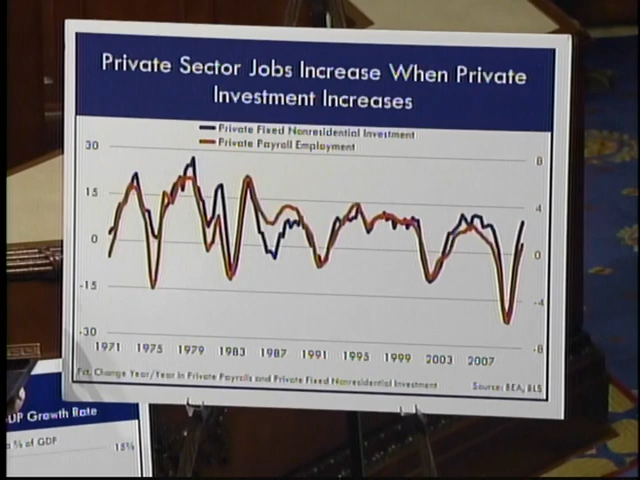 Private Sector Jobs Increase When Private
Investment Increases
Private Fixed Nonresidential Investment
Private Payroll Employment
30
15
0
-15
-30
8
4
0
-4
-8
1971 1975 1979 1983 1987 1991 1995 1999 2003 2007
Pct. Change Year/Year in Private Payrolls and Private Fixed Nonresidential Investment
Source: BEA, BLS
Growth Rate
% of GDP
15%